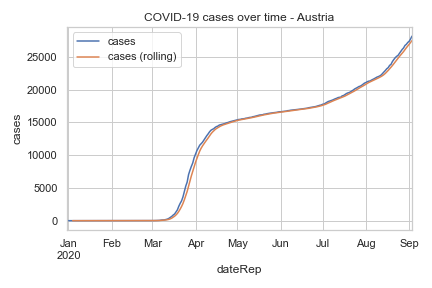 COVID-19 cases over time - Austria
cases
cases (rolling)
25000
20000
15000
10000
5000
0
cases
Jan Feb Mar Apr May Jun Jul Aug Sep
2020
dateRep